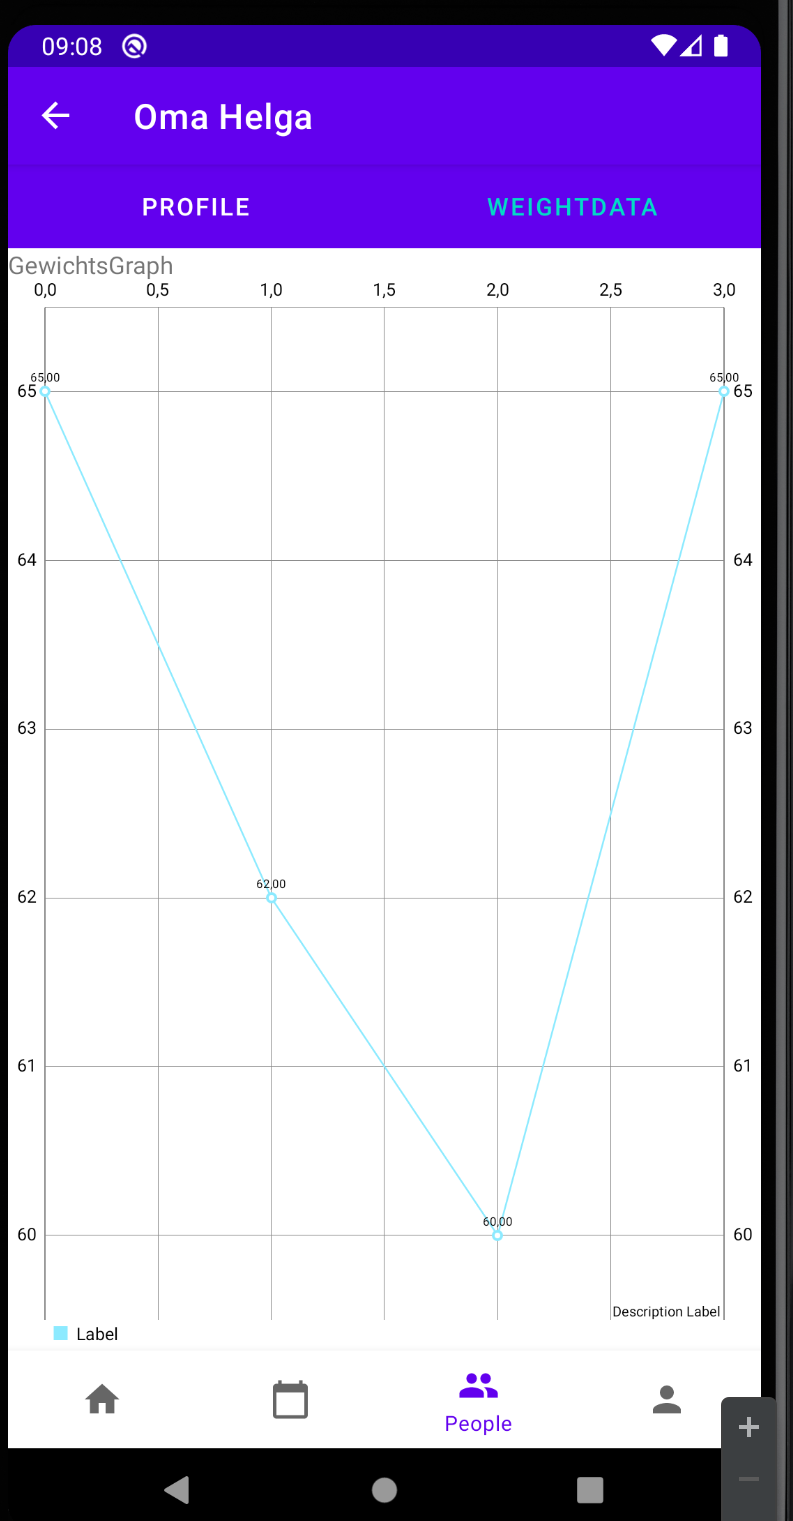 09:08
Oma Helga
PROFILE WEIGHTDATA
GewichtsGraph
0,0 0,5 1,0 1,5 2,0 2,5 3,0
65,00 65,00
65 65
64 64
63 63
62,00
62 62
61 61
60,00
60 60
Description Label
Label
People